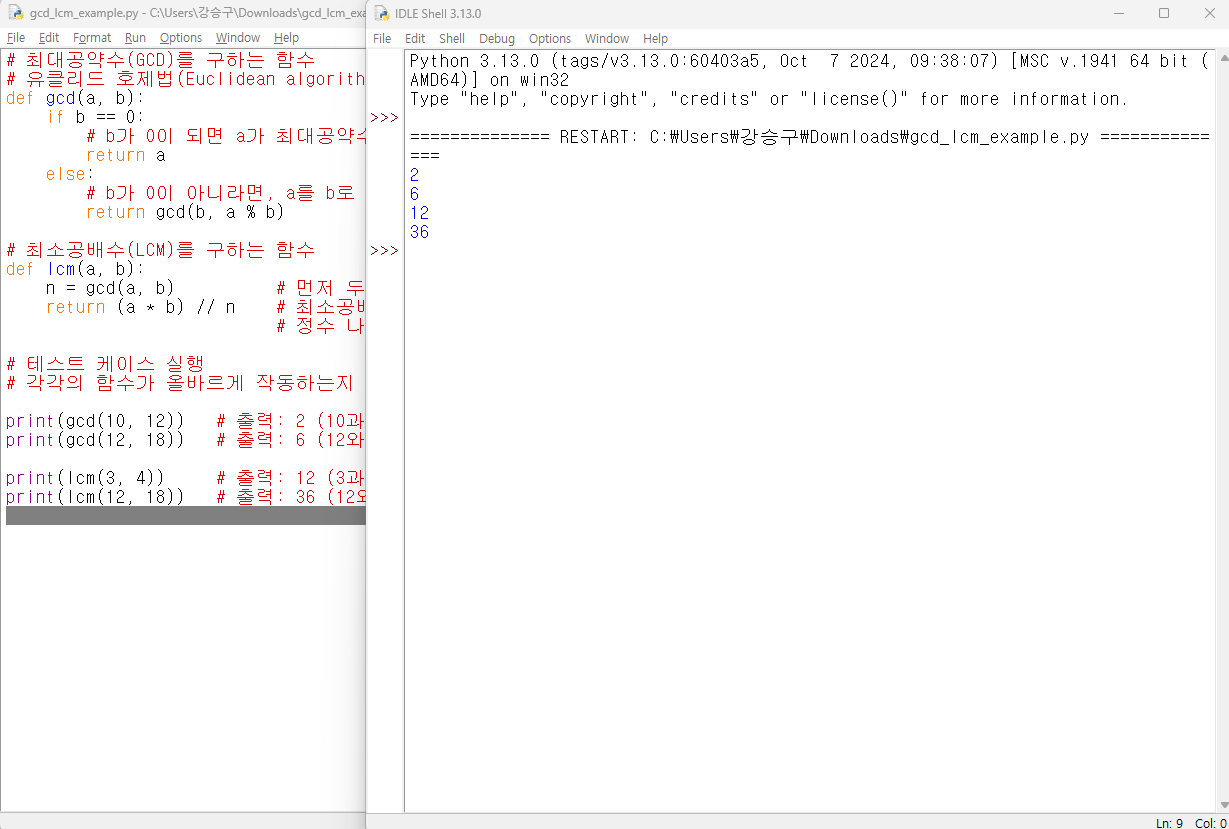 gcd_lcm_example.py - C:\Users\강승구\Downloads\gcd_lcm_exa
File Edit Format Run Options Window Help
# 최대공약수(GCD)를 구하는 함수
# 유클리드 호제법(Euclidean algorith
def gcd(a, b):
    if b == 0:
        # b가 0이 되면 a가 최대공약수
        return a
    else:
        # b가 0이 아니라면, a를 b로
        return gcd(b, a % b)
# 최소공배수(LCM)를 구하는 함수
def lcm(a, b):
    n = gcd(a, b)          # 먼저 두
    return (a * b) // n    # 최소공배
                           # 정수 나
# 테스트 케이스 실행
# 각각의 함수가 올바르게 작동하는지
print(gcd(10, 12))   # 출력: 2 (10과
print(gcd(12, 18))   # 출력: 6 (12와
print(lcm(3, 4))     # 출력: 12 (3과
print(lcm(12, 18))   # 출력: 36 (12와
IDLE Shell 3.13.0
File Edit Shell Debug Options Window Help
Python 3.13.0 (tags/v3.13.0:60403a5, Oct  7 2024, 09:38:07) [MSC v.1941 64 bit (
AMD64)] on win32
Type "help", "copyright", "credits" or "license()" for more information.
>>>
============== RESTART: C:₩Users₩강승구₩Downloads₩gcd_lcm_example.py ===========
===
2
6
12
36
>>>
Ln: 9 Col: 0